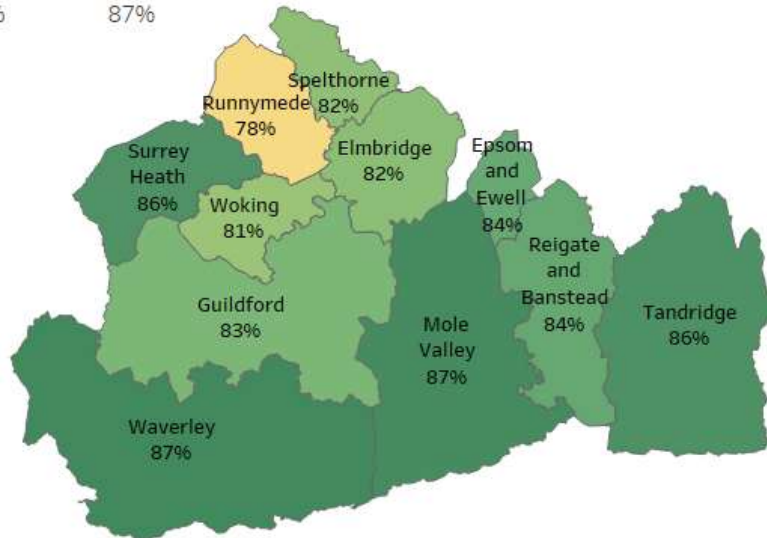 %
87%
Spelthorne
82%
Runnymede
78%
Elmbridge
82%
Epsom
and
Ewell
84%
Surrey
Heath
86%
Woking
81%
Reigate
and
Banstead
84%
Guildford
83%
Mole
Valley
87%
Tandridge
86%
Waverley
87%